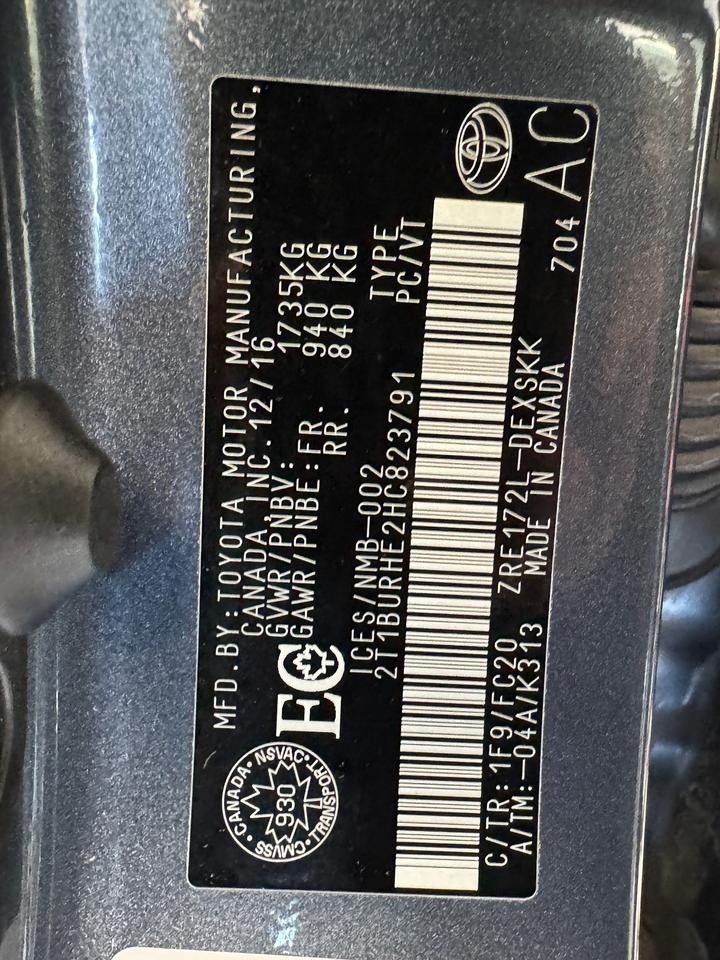 MFD.BY:TOYOTA MOTOR MANUFACTURING,
CANADA, INC. 12/16
GVWR/PNBV: 1735KG
GAWR/PNBE:FR. 940 KG
RR. 840 KG
ICES/NMB-002 TYPE
2T1BURHE2HC823791 PC/VT
EC
CANADA • NSVAC • TRANSPORT • CMVSS •
930
C/TR:1F9/FC20 ZRE172L-DEXSKK 704
A/TM:-04A/K313 MADE IN CANADA
AC